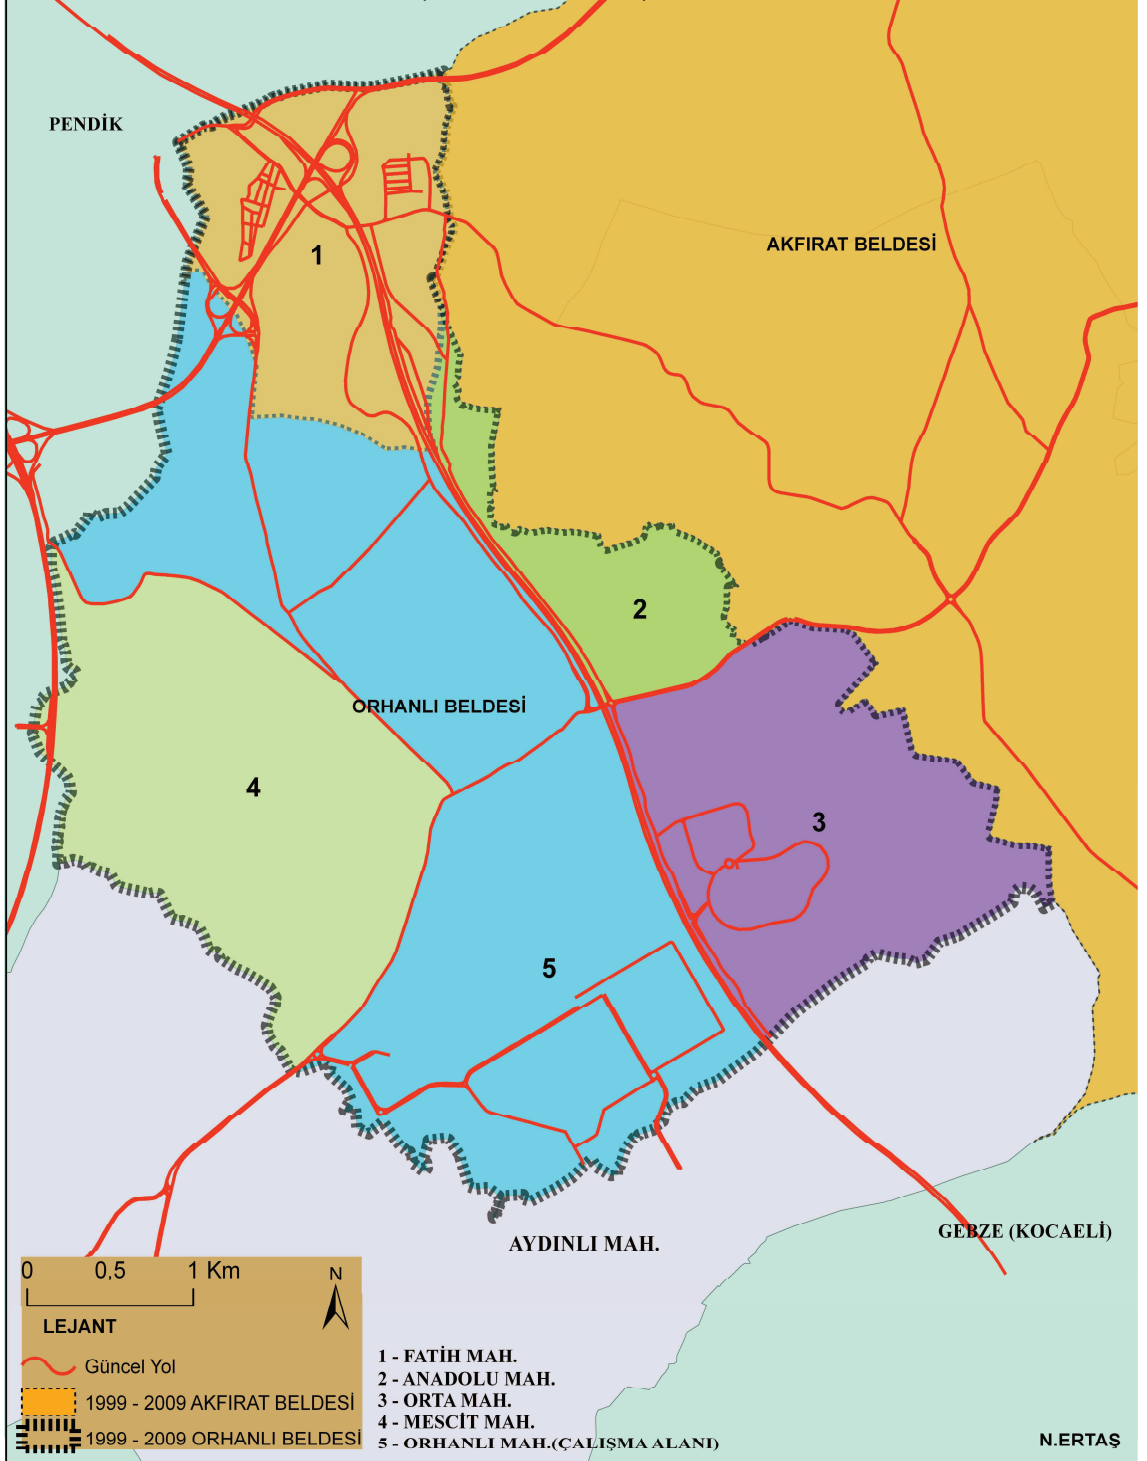 PENDİK
1
AKFIRAT BELDESİ
2
ORHANLI BELDESİ
4
3
5
AYDINLI MAH.
GEBZE (KOCAELİ)
0 0,5 1 Km
N
LEJANT
Güncel Yol
1999 - 2009 AKFIRAT BELDESİ
1999 - 2009 ORHANLI BELDESİ
1 - FATİH MAH.
2 - ANADOLU MAH.
3 - ORTA MAH.
4 - MESCİT MAH.
5 - ORHANLI MAH.(ÇALIŞMA ALANI)
N.ERTAŞ